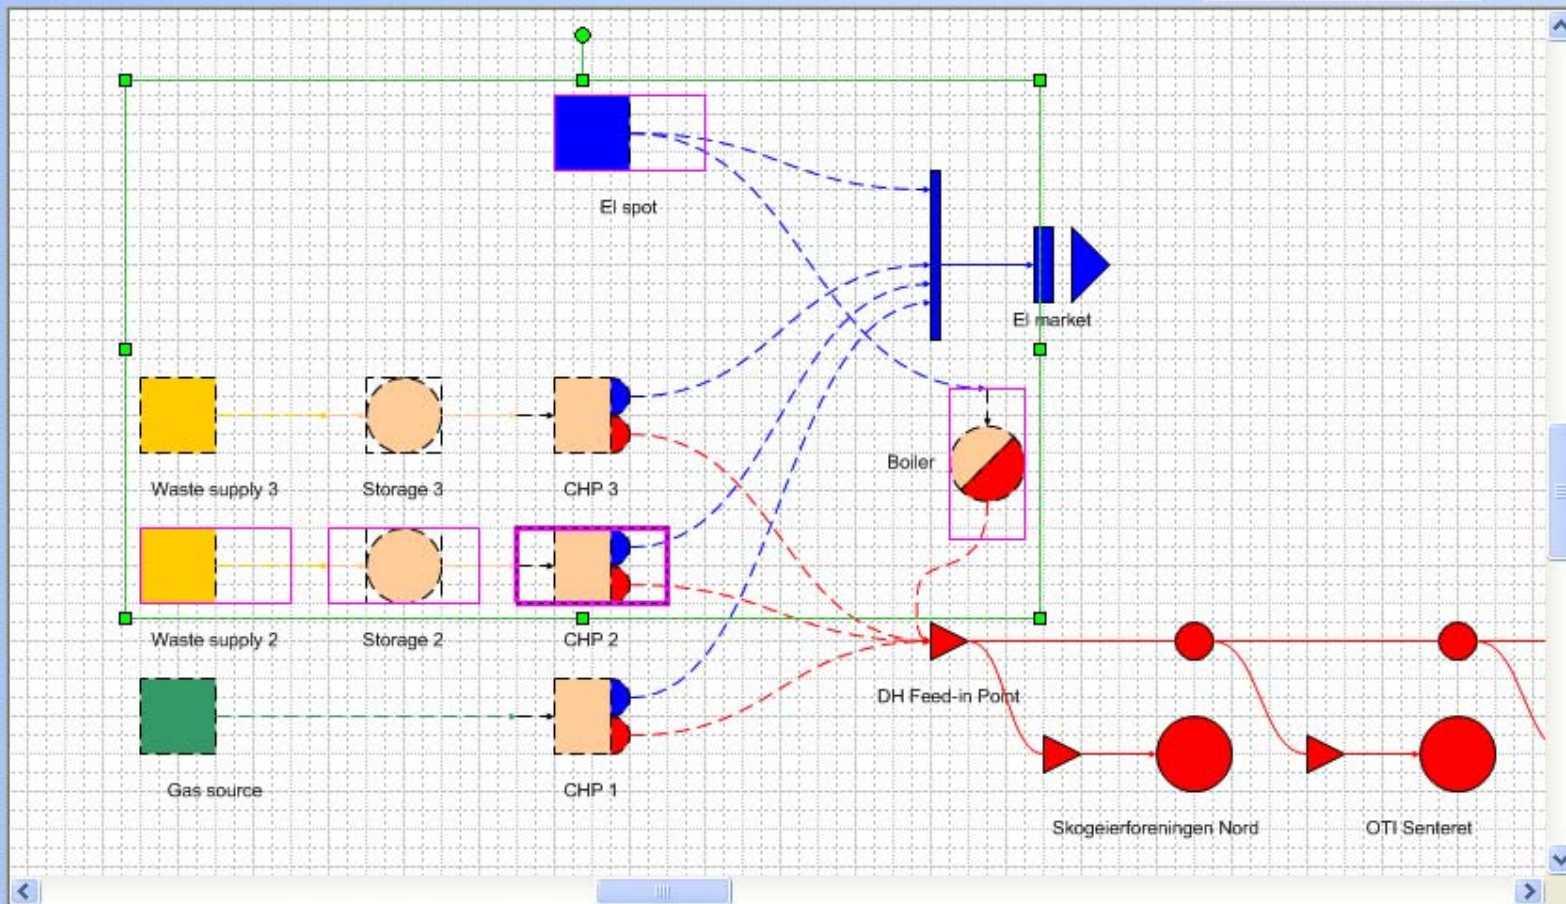 El spot
El market
Boiler
Waste supply 3
Storage 3
CHP 3
Waste supply 2
Storage 2
CHP 2
DH Feed-in Point
Gas source
CHP 1
Skogeierforeningen Nord
OTI Senteret